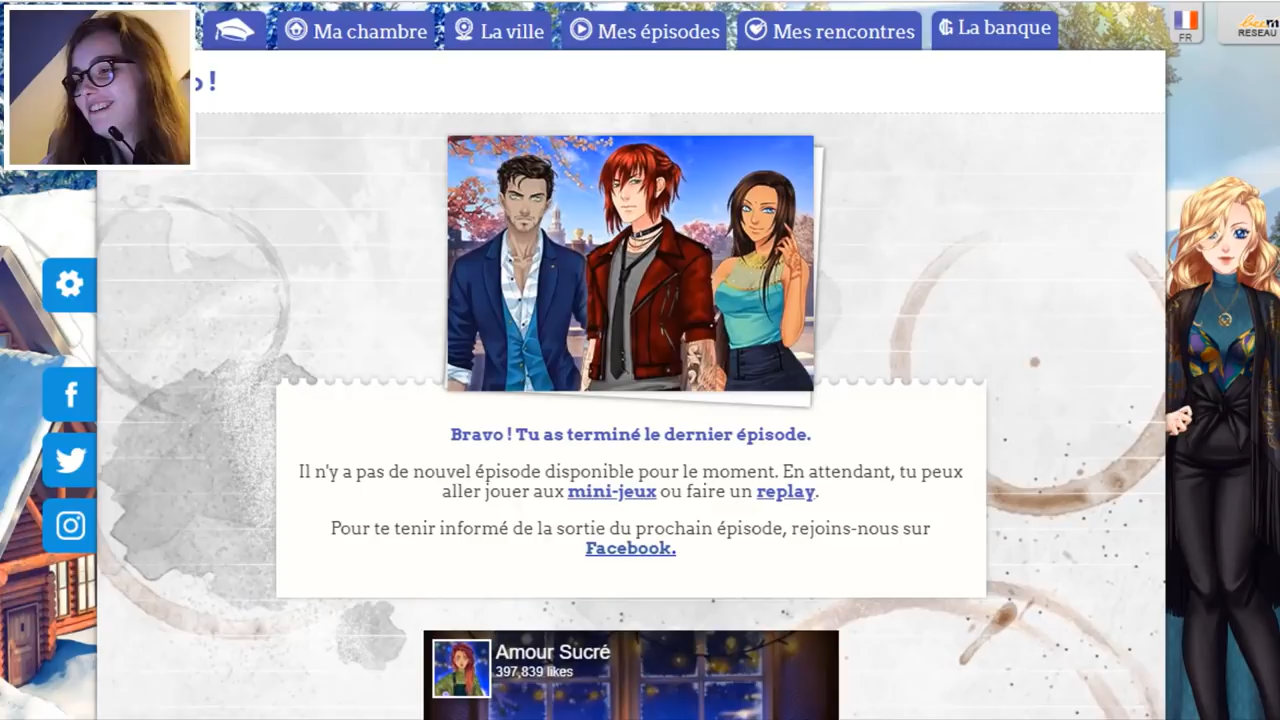 Ma chambre
La ville
Mes épisodes
Mes rencontres
La banque
FR
RESEAU
o !
Bravo ! Tu as terminé le dernier épisode.
Il n'y a pas de nouvel épisode disponible pour le moment. En attendant, tu peux
aller jouer aux mini-jeux ou faire un replay.
Pour te tenir informé de la sortie du prochain épisode, rejoins-nous sur
Facebook.
Amour Sucré
397,839 likes